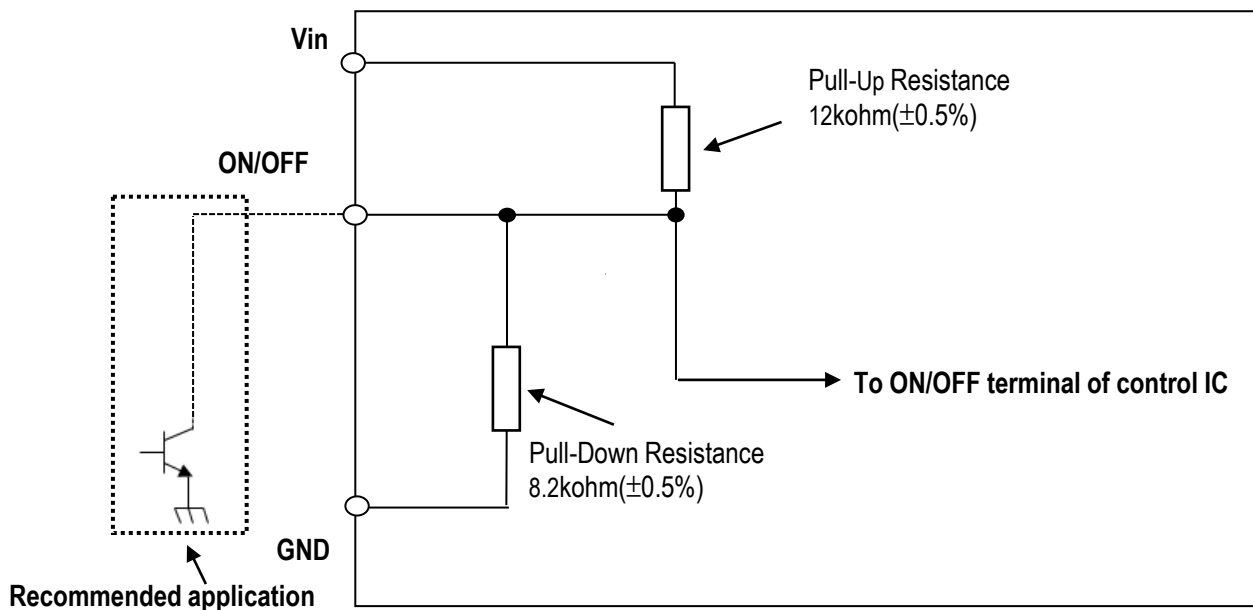 Vin
Pull-Up Resistance
12kohm(±0.5%)
ON/OFF
To ON/OFF terminal of control IC
Pull-Down Resistance
8.2kohm(±0.5%)
GND
Recommended application